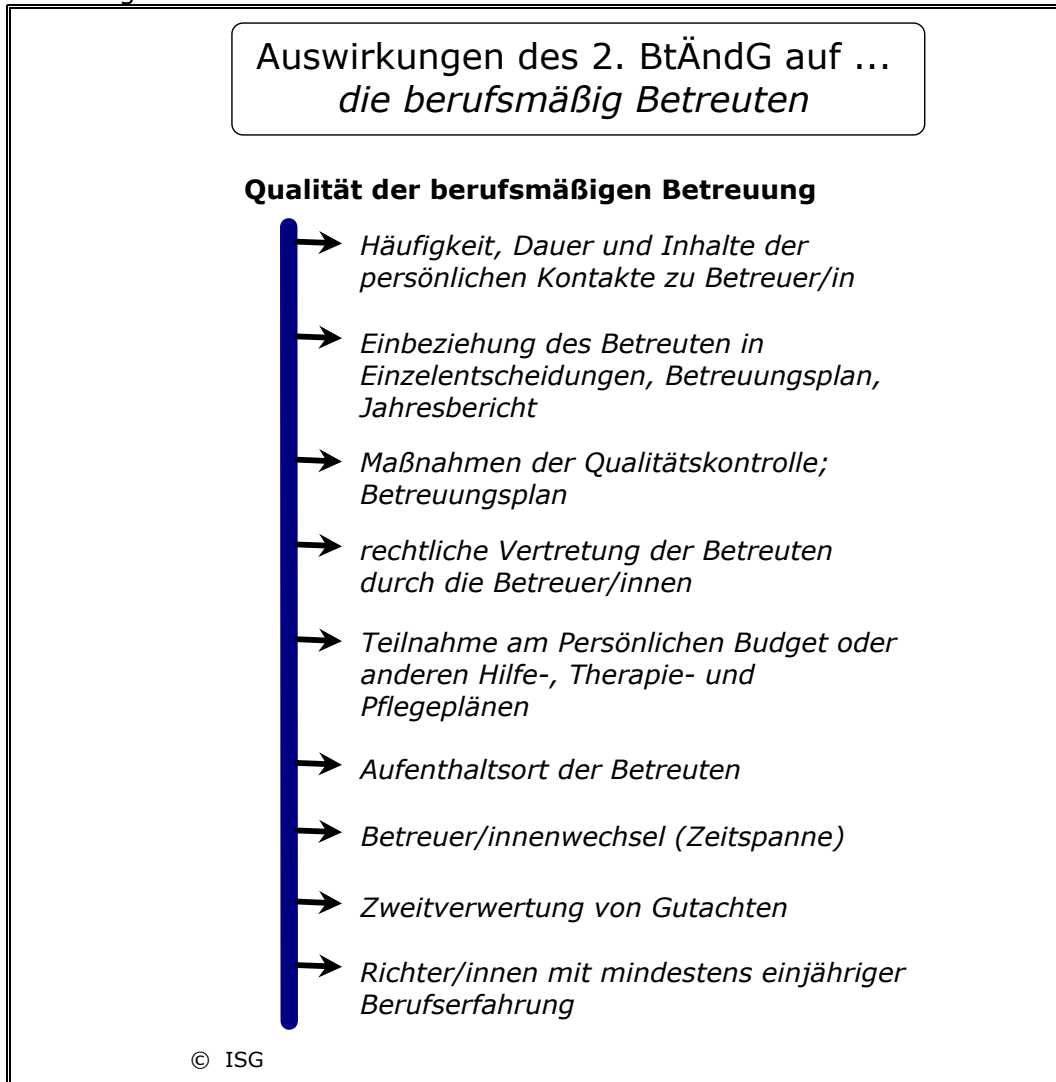 Auswirkungen des 2. BtÄndG auf ...
die berufsmäßig Betreuten
Qualität der berufsmäßigen Betreuung
Häufigkeit, Dauer und Inhalte der
persönlichen Kontakte zu Betreuer/in
Einbeziehung des Betreuten in
Einzelentscheidungen, Betreuungsplan,
Jahresbericht
Maßnahmen der Qualitätskontrolle;
Betreuungsplan
rechtliche Vertretung der Betreuten
durch die Betreuer/innen
Teilnahme am Persönlichen Budget oder
anderen Hilfe-, Therapie- und
Pflegeplänen
Aufenthaltsort der Betreuten
Betreuer/innenwechsel (Zeitspanne)
Zweitverwertung von Gutachten
Richter/innen mit mindestens einjähriger
Berufserfahrung
© ISG